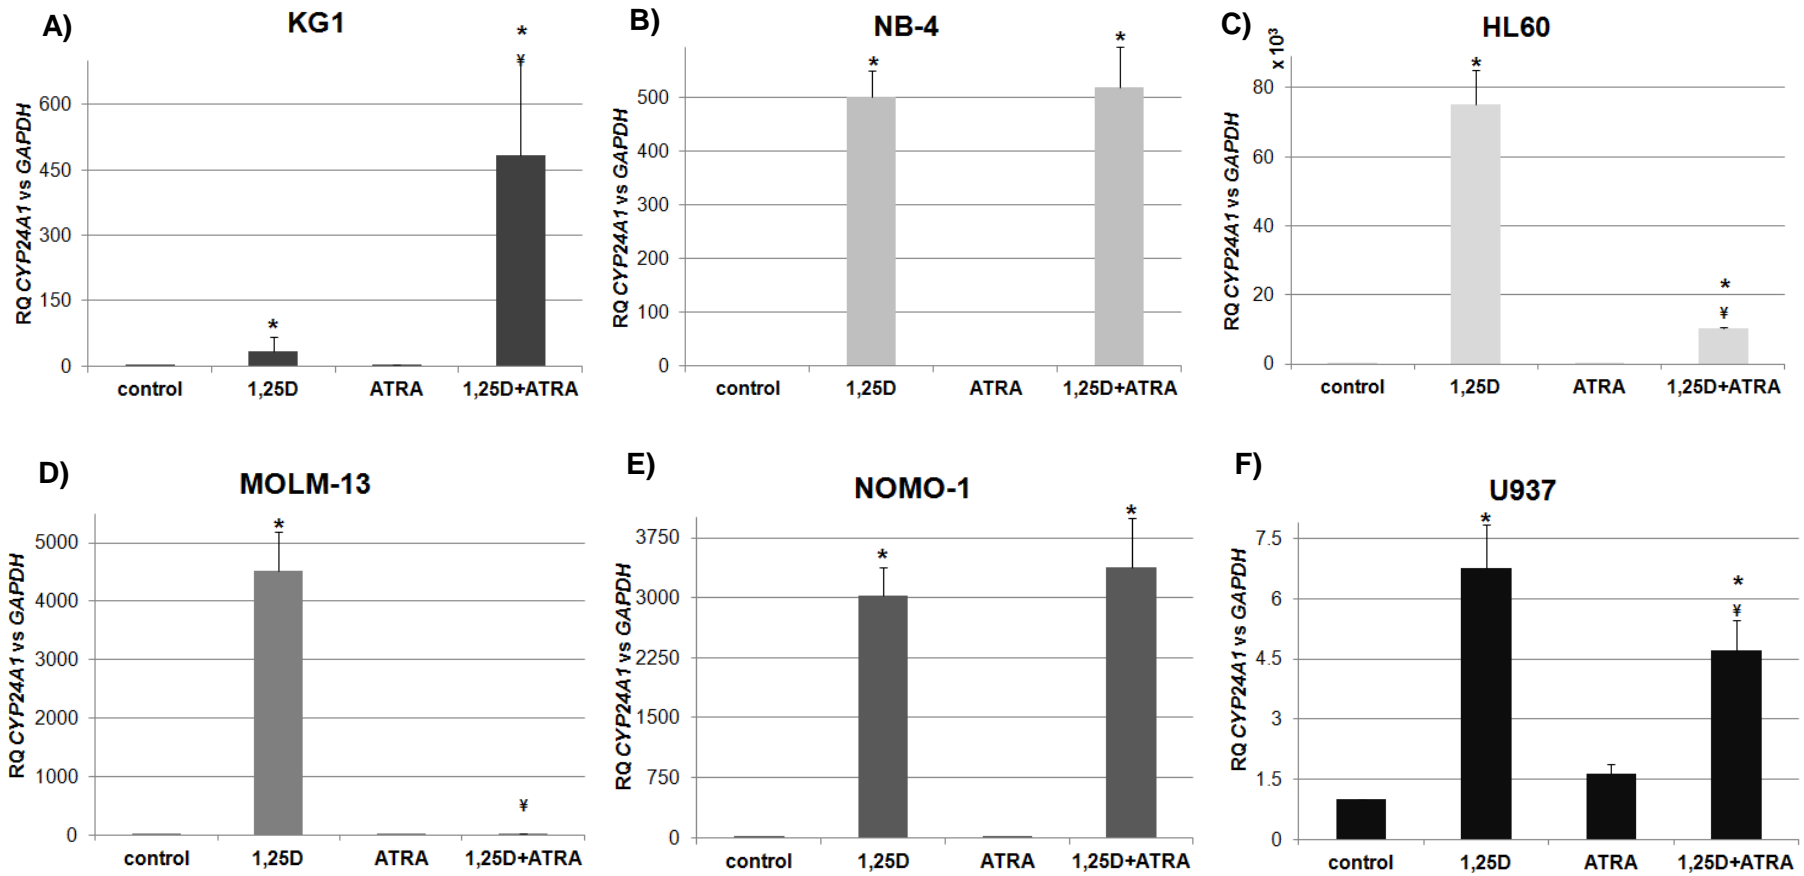 A)
KG1
*
¥
600
450
300
150
0
RQ CYP24A1 vs GAPDH
*
control 1,25D ATRA 1,25D+ATRA
B)
NB-4
*
*
500
400
300
200
100
0
RQ CYP24A1 vs GAPDH
control 1,25D ATRA 1,25D+ATRA
C)
HL60
x 10³
*
80
60
40
20
0
RQ CYP24A1 vs GAPDH
*
¥
control 1,25D ATRA 1,25D+ATRA
D)
MOLM-13
*
5000
4000
3000
2000
1000
0
RQ CYP24A1 vs GAPDH
¥
control 1,25D ATRA 1,25D+ATRA
E)
NOMO-1
*
*
3750
3000
2250
1500
750
0
RQ CYP24A1 vs GAPDH
control 1,25D ATRA 1,25D+ATRA
F)
U937
*
7.5
6
4.5
3
1.5
0
RQ CYP24A1 vs GAPDH
*
¥
control 1,25D ATRA 1,25D+ATRA